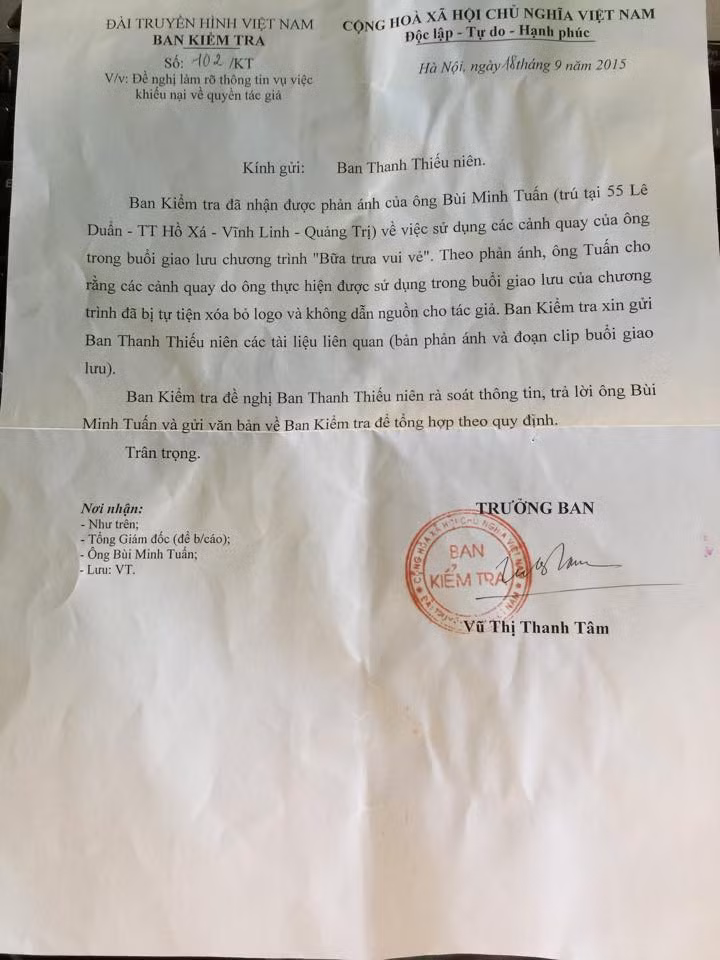 ĐÀI TRUYỀN HÌNH VIỆT NAM
BAN KIỂM TRA
Số: 102 /KT
V/v: Đề nghị làm rõ thông tin vụ việc
khiếu nại về quyền tác giả
CỘNG HOÀ XÃ HỘI CHỦ NGHĨA VIỆT NAM
Độc lập - Tự do - Hạnh phúc
Hà Nội, ngày 18 tháng 9 năm 2015
Kính gửi: Ban Thanh Thiếu niên.
Ban Kiểm tra đã nhận được phản ánh của ông Bùi Minh Tuấn (trú tại 55 Lê
Duẩn - TT Hồ Xá - Vĩnh Linh - Quảng Trị) về việc sử dụng các cảnh quay của ông
trong buổi giao lưu chương trình "Bữa trưa vui vẻ". Theo phản ánh, ông Tuấn cho
rằng các cảnh quay do ông thực hiện được sử dụng trong buổi giao lưu của chương
trình đã bị tự tiện xóa bỏ logo và không dẫn nguồn cho tác giả. Ban Kiểm tra xin gửi
Ban Thanh Thiếu niên các tài liệu liên quan (bản phản ánh và đoạn clip buổi giao
lưu).
Ban Kiểm tra đề nghị Ban Thanh Thiếu niên rà soát thông tin, trả lời ông Bùi
Minh Tuấn và gửi văn bản về Ban Kiểm tra để tổng hợp theo quy định.
Trân trọng.
Nơi nhận:
- Như trên;
- Tổng Giám đốc (để b/cáo);
- Ông Bùi Minh Tuấn;
- Lưu: VT.
TRƯỞNG BAN
CỘNG HÒA XÃ HỘI CHỦ NGHĨA VIỆT NAM
BAN
KIỂM TRA
Vũ Thị Thanh Tâm